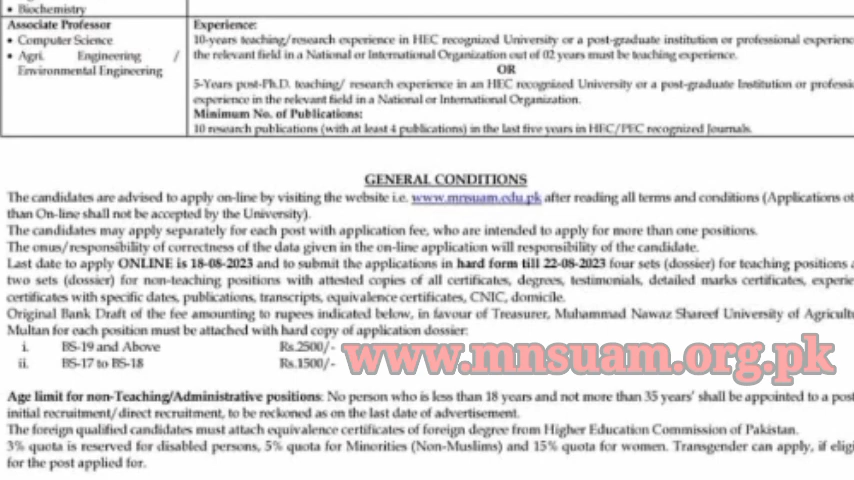 • Biochemistry
Associate Professor
• Computer Science
• Agri. Engineering /
Environmental Engineering
Experience:
10-years teaching/research experience in HEC recognized University or a post-graduate institution or professional experienc
the relevant field in a National or International Organization out of 02 years must be teaching experience.
OR
5-Years post-Ph.D. teaching/ research experience in an HEC recognized University or a post-graduate Institution or professi
experience in the relevant field in a National or International Organization.
Minimum No. of Publications:
10 research publications (with at least 4 publications) in the last five years in HEC/PEC recognized Journals.
GENERAL CONDITIONS
The candidates are advised to apply on-line by visiting the website i.e. www.mnsuam.edu.pk after reading all terms and conditions (Applications ot
than On-line shall not be accepted by the University).
The candidates may apply separately for each post with application fee, who are intended to apply for more than one positions.
The onus/responsibility of correctness of the data given in the on-line application will responsibility of the candidate.
Last date to apply ONLINE is 18-08-2023 and to submit the applications in hard form till 22-08-2023 four sets (dossier) for teaching positions a
two sets (dossier) for non-teaching positions with attested copies of all certificates, degrees, testimonials, detailed marks certificates, experie
certificates with specific dates, publications, transcripts, equivalence certificates, CNIC, domicile.
Original Bank Draft of the fee amounting to rupees indicated below, in favour of Treasurer, Muhammad Nawaz Shareef University of Agricultu
Multan for each position must be attached with hard copy of application dossier:
i. BS-19 and Above Rs.2500/-
ii. BS-17 to BS-18 Rs.1500/-
www.mnsuam.org.pk
Age limit for non-Teaching/Administrative positions: No person who is less than 18 years and not more than 35 years' shall be appointed to a post
initial recruitment/direct recruitment, to be reckoned as on the last date of advertisement.
The foreign qualified candidates must attach equivalence certificates of foreign degree from Higher Education Commission of Pakistan.
3% quota is reserved for disabled persons, 5% quota for Minorities (Non-Muslims) and 15% quota for women. Transgender can apply, if eligi
for the post applied for.